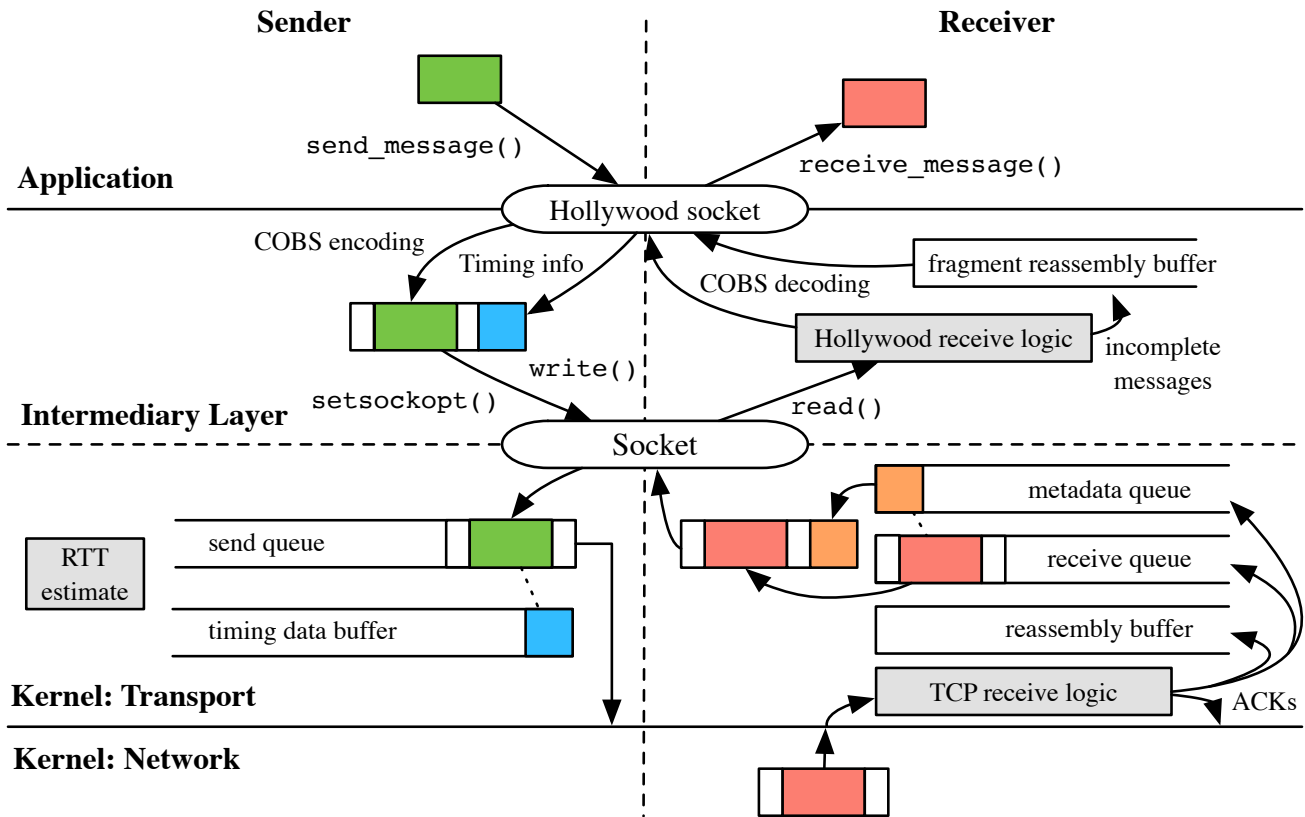 Sender
Receiver
send_message()
receive_message()
Application
Hollywood socket
COBS encoding
Timing info
COBS decoding
fragment reassembly buffer
Hollywood receive logic
incomplete
messages
write()
setsockopt()
read()
Intermediary Layer
Socket
metadata queue
RTT
estimate
send queue
receive queue
timing data buffer
reassembly buffer
Kernel: Transport
TCP receive logic
ACKs
Kernel: Network